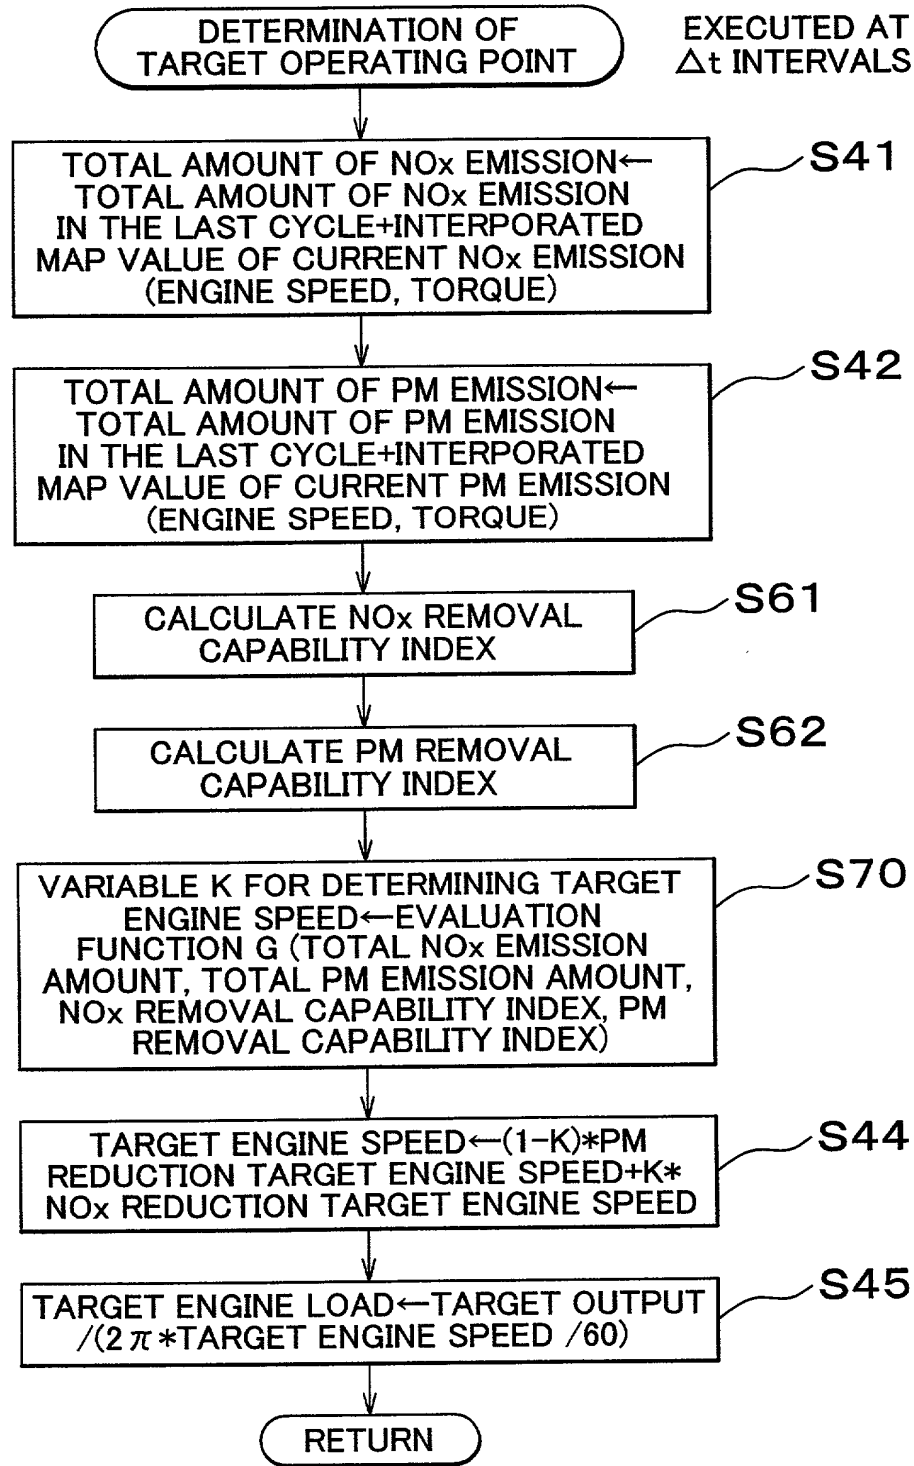 DETERMINATION OF
TARGET OPERATING POINT
EXECUTED AT
Δt INTERVALS
TOTAL AMOUNT OF NOx EMISSION←
TOTAL AMOUNT OF NOx EMISSION
IN THE LAST CYCLE+INTERPORATED
MAP VALUE OF CURRENT NOx EMISSION
(ENGINE SPEED, TORQUE)
S41
TOTAL AMOUNT OF PM EMISSION←
TOTAL AMOUNT OF PM EMISSION
IN THE LAST CYCLE+INTERPORATED
MAP VALUE OF CURRENT PM EMISSION
(ENGINE SPEED, TORQUE)
S42
CALCULATE NOx REMOVAL
CAPABILITY INDEX
S61
CALCULATE PM REMOVAL
CAPABILITY INDEX
S62
VARIABLE K FOR DETERMINING TARGET
ENGINE SPEED←EVALUATION
FUNCTION G (TOTAL NOx EMISSION
AMOUNT, TOTAL PM EMISSION AMOUNT,
NOx REMOVAL CAPABILITY INDEX, PM
REMOVAL CAPABILITY INDEX)
S70
TARGET ENGINE SPEED←(1-K)*PM
REDUCTION TARGET ENGINE SPEED+K*
NOx REDUCTION TARGET ENGINE SPEED
S44
TARGET ENGINE LOAD←TARGET OUTPUT
/(2π*TARGET ENGINE SPEED /60)
S45
RETURN